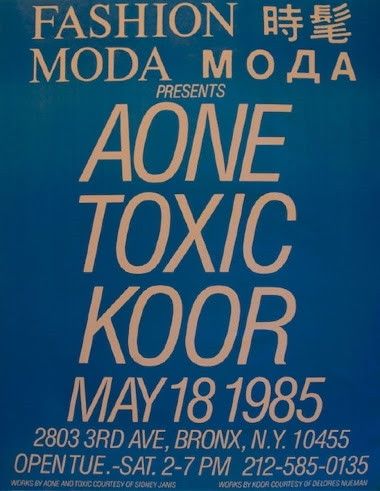 FASHION 時髦
MODA МОДА
PRESENTS
AONE
TOXIC
KOOR
MAY 18 1985
2803 3RD AVE, BRONX, N.Y. 10455
OPEN TUE.-SAT. 2-7 PM 212-585-0135
WORKS BY AONE AND TOXIC COURTESY OF SIDNEY JANIS WORKS BY KOOR COURTESY OF DELORES NUEMAN